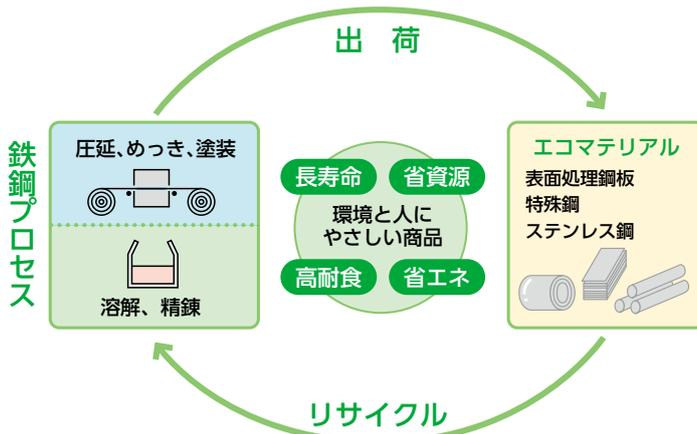 出 荷
鉄鋼プロセス
圧延、めっき、塗装
溶解、精錬
長寿命
省資源
環境と人に
やさしい商品
高耐食
省エネ
エコマテリアル
表面処理鋼板
特殊鋼
ステンレス鋼
リサイクル